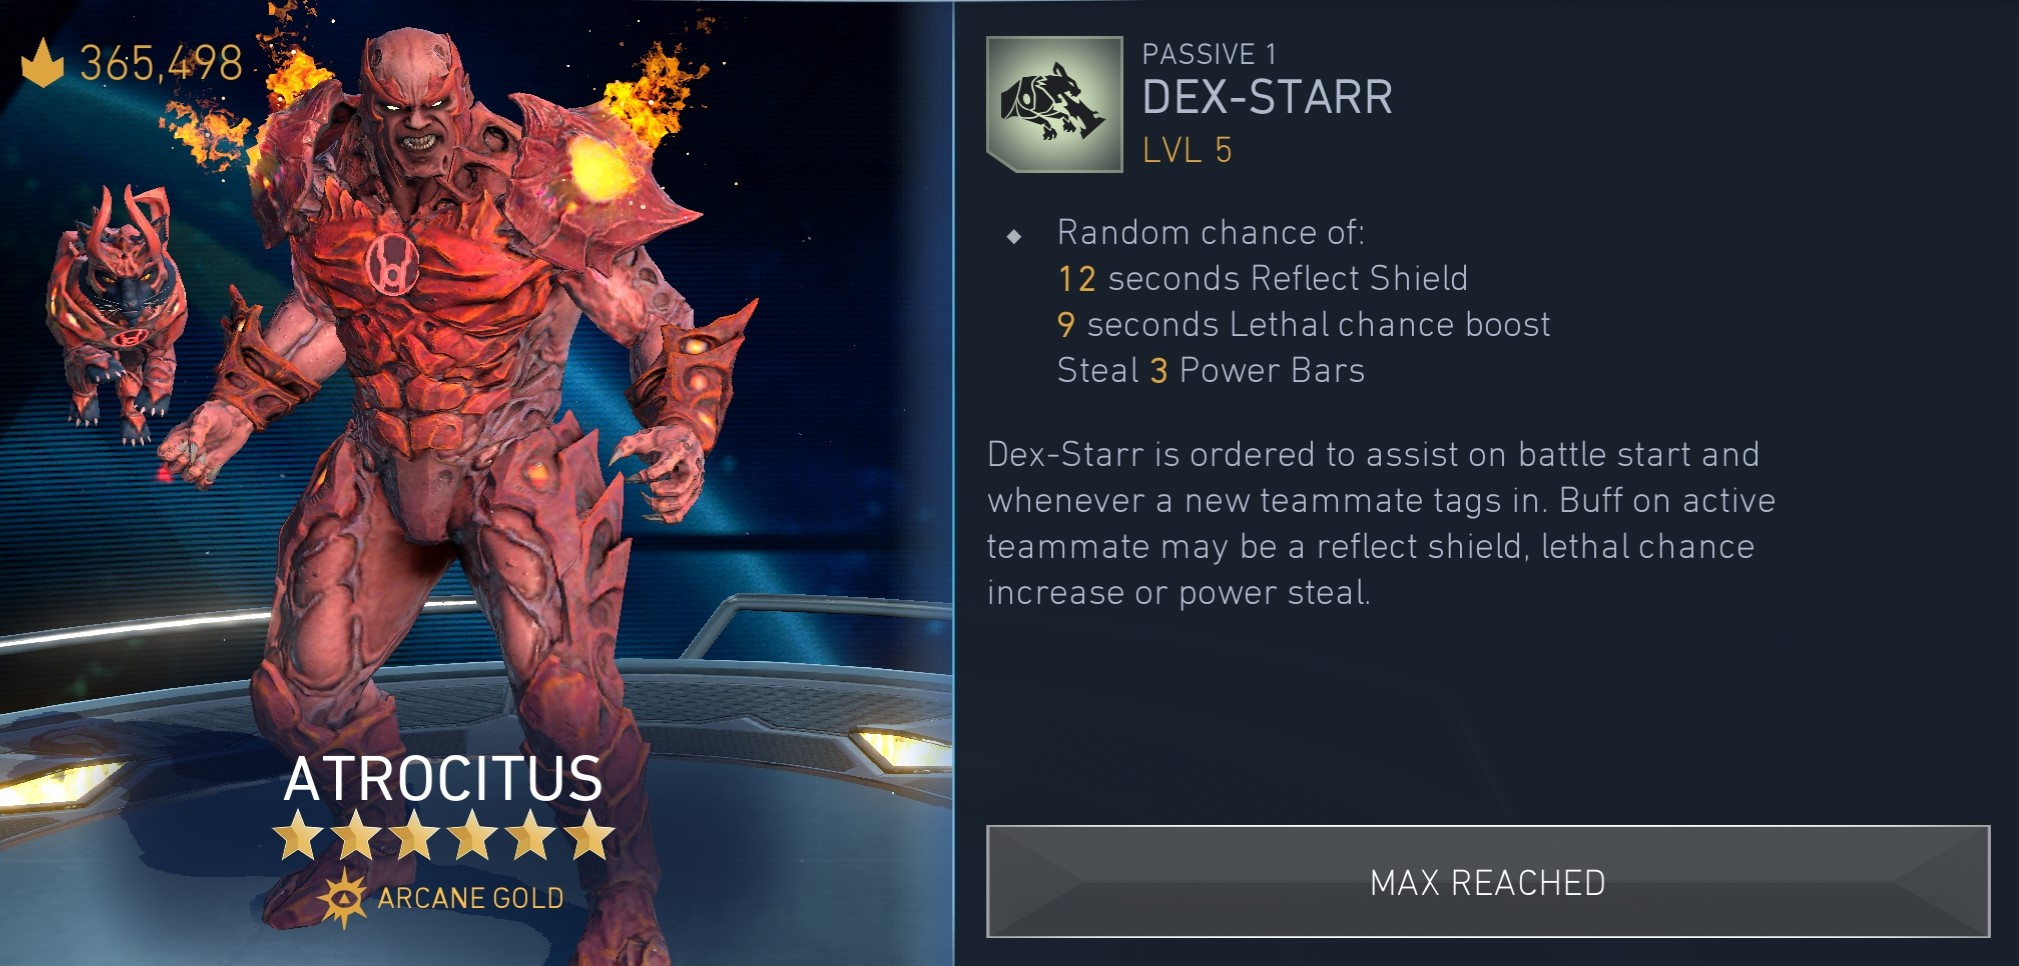 365,498
ATROCITUS
ARCANE GOLD
PASSIVE 1
DEX-STARR
LVL 5
Random chance of:
12 seconds Reflect Shield
9 seconds Lethal chance boost
Steal 3 Power Bars
Dex-Starr is ordered to assist on battle start and
whenever a new teammate tags in. Buff on active
teammate may be a reflect shield, lethal chance
increase or power steal.
MAX REACHED